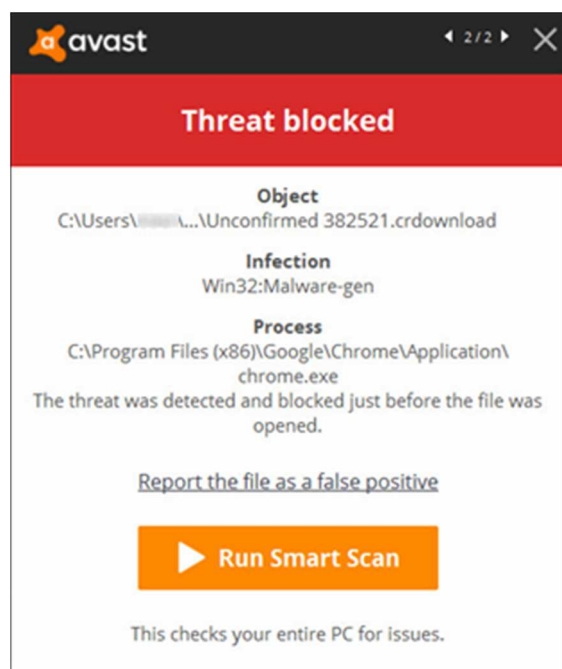 avast
2/2
Threat blocked
Object
C:\Users\ \...\Unconfirmed 382521.crdownload
Infection
Win32:Malware-gen
Process
C:\Program Files (x86)\Google\Chrome\Application\
chrome.exe
The threat was detected and blocked just before the file was
opened.
Report the file as a false positive
Run Smart Scan
This checks your entire PC for issues.